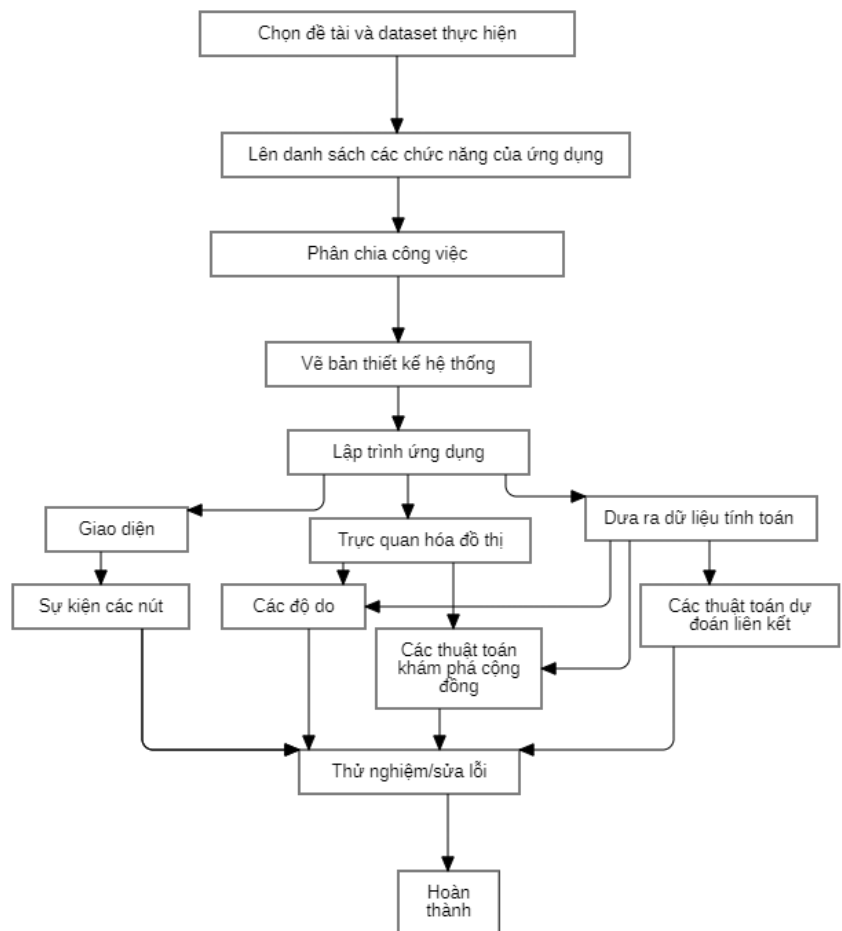 Chọn đề tài và dataset thực hiện
Lên danh sách các chức năng của ứng dụng
Phân chia công việc
Vẽ bản thiết kế hệ thống
Lập trình ứng dụng
Giao diện
Trực quan hóa đồ thị
Dưa ra dữ liệu tính toán
Sự kiện các nút
Các độ do
Các thuật toán
khám phá cộng
đồng
Các thuật toán dự
đoán liên kết
Thử nghiệm/sửa lỗi
Hoàn
thành